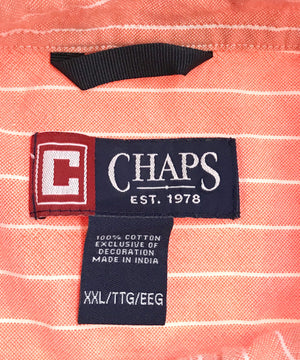 C
CHAPS
EST. 1978
100% COTTON
EXCLUSIVE OF
DECORATION
MADE IN INDIA
XXL/TTG/EEG